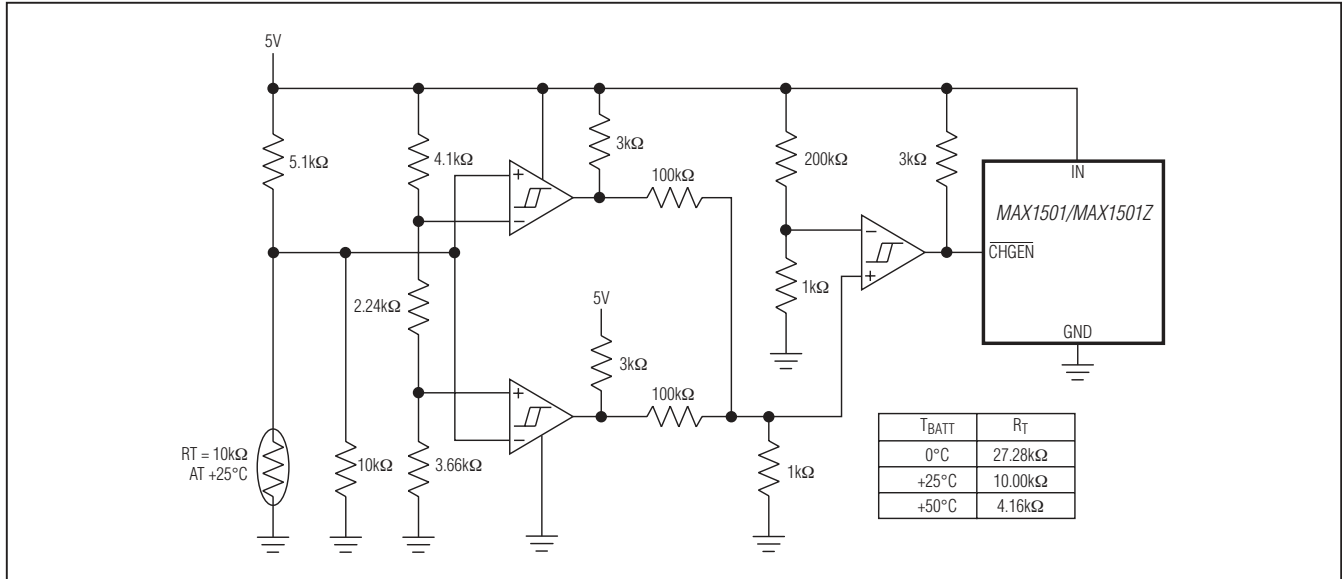 5V
5.1kΩ
4.1kΩ
3kΩ
100kΩ
200kΩ
3kΩ
IN
MAX1501/MAX1501Z
+
−
−
+
C̅H̅G̅E̅N̅
1kΩ
2.24kΩ
5V
GND
3kΩ
100kΩ
+
−
RT = 10kΩ
AT +25°C
10kΩ
3.66kΩ
1kΩ
TBATT RT
0°C 27.28kΩ
+25°C 10.00kΩ
+50°C 4.16kΩ